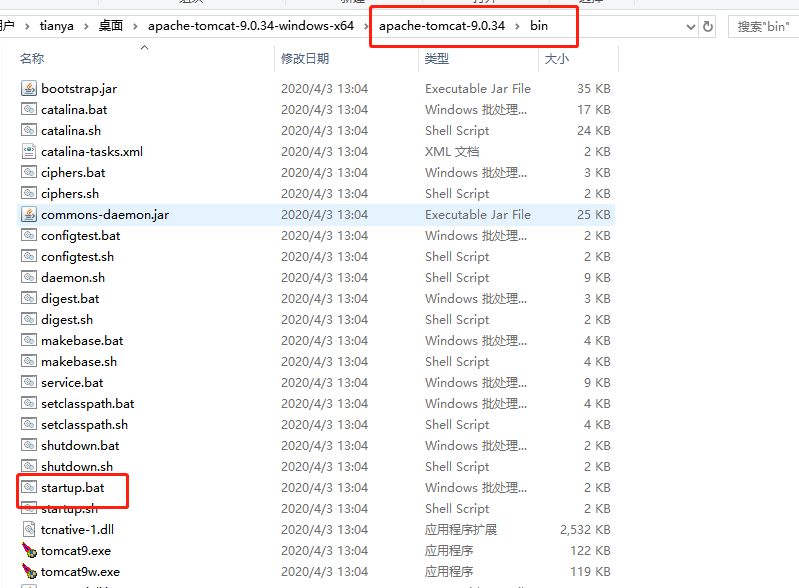 户 › tianya › 桌面 › apache-tomcat-9.0.34-windows-x64 › apache-tomcat-9.0.34 › bin 搜索"bin"
名称 修改日期 类型 大小
bootstrap.jar 2020/4/3 13:04 Executable Jar File 35 KB
catalina.bat 2020/4/3 13:04 Windows 批处理... 17 KB
catalina.sh 2020/4/3 13:04 Shell Script 24 KB
catalina-tasks.xml 2020/4/3 13:04 XML 文档 2 KB
ciphers.bat 2020/4/3 13:04 Windows 批处理... 3 KB
ciphers.sh 2020/4/3 13:04 Shell Script 2 KB
commons-daemon.jar 2020/4/3 13:04 Executable Jar File 25 KB
configtest.bat 2020/4/3 13:04 Windows 批处理... 2 KB
configtest.sh 2020/4/3 13:04 Shell Script 2 KB
daemon.sh 2020/4/3 13:04 Shell Script 9 KB
digest.bat 2020/4/3 13:04 Windows 批处理... 3 KB
digest.sh 2020/4/3 13:04 Shell Script 2 KB
makebase.bat 2020/4/3 13:04 Windows 批处理... 4 KB
makebase.sh 2020/4/3 13:04 Shell Script 4 KB
service.bat 2020/4/3 13:04 Windows 批处理... 9 KB
setclasspath.bat 2020/4/3 13:04 Windows 批处理... 4 KB
setclasspath.sh 2020/4/3 13:04 Shell Script 4 KB
shutdown.bat 2020/4/3 13:04 Windows 批处理... 2 KB
shutdown.sh 2020/4/3 13:04 Shell Script 2 KB
startup.bat 2020/4/3 13:04 Windows 批处理... 2 KB
startup.sh 2020/4/3 13:04 Shell Script 2 KB
tcnative-1.dll 2020/4/3 13:04 应用程序扩展 2,532 KB
tomcat9.exe 2020/4/3 13:04 应用程序 122 KB
tomcat9w.exe 2020/4/3 13:04 应用程序 119 KB